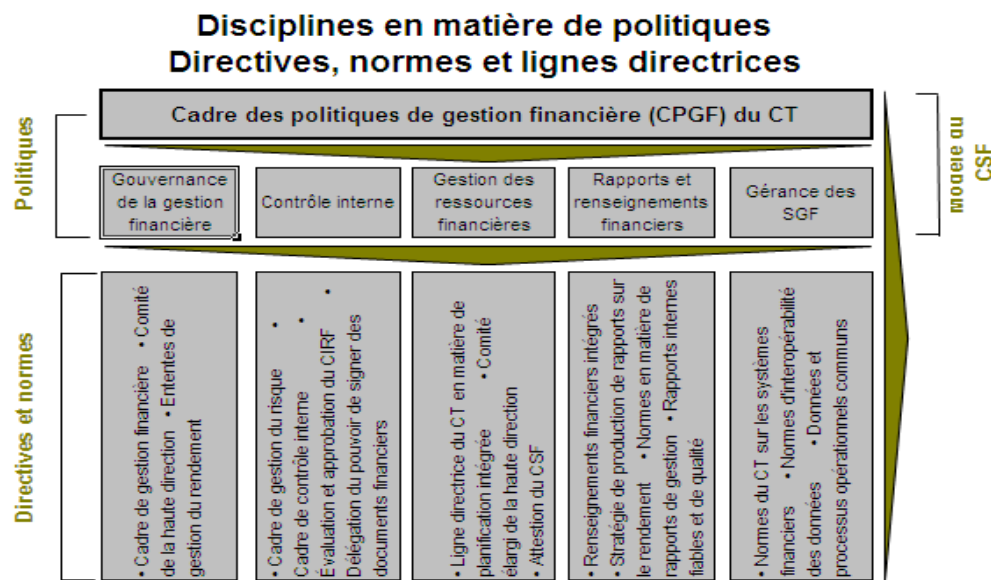 Disciplines en matière de politiques
Directives, normes et lignes directrices
Cadre des politiques de gestion financière (CPGF) du CT
Politiques
Modèle du
CSF
Gouvernance
de la gestion
financière
Contrôle interne
Gestion des
ressources
financières
Rapports et
renseignements
financiers
Gérance des
SGF
Directives et normes
• Cadre de gestion financière • Comité
de la haute direction • Ententes de
gestion du rendement
• Cadre de gestion du risque •
Cadre de contrôle interne •
Évaluation et approbation du CIRF •
Délégation du pouvoir de signer des
documents financiers
• Ligne directrice du CT en matière de
planification intégrée • Comité
élargi de la haute direction
• Attestion du CSF
• Renseignements financiers intégrés
• Stratégie de production de rapports sur
le rendement • Normes en matière de
rapports de gestion • Rapports internes
fiables et de qualité
• Normes du CT sur les systèmes
financiers • Normes d'interopérabilité
des données • Données et
processus opérationnels communs